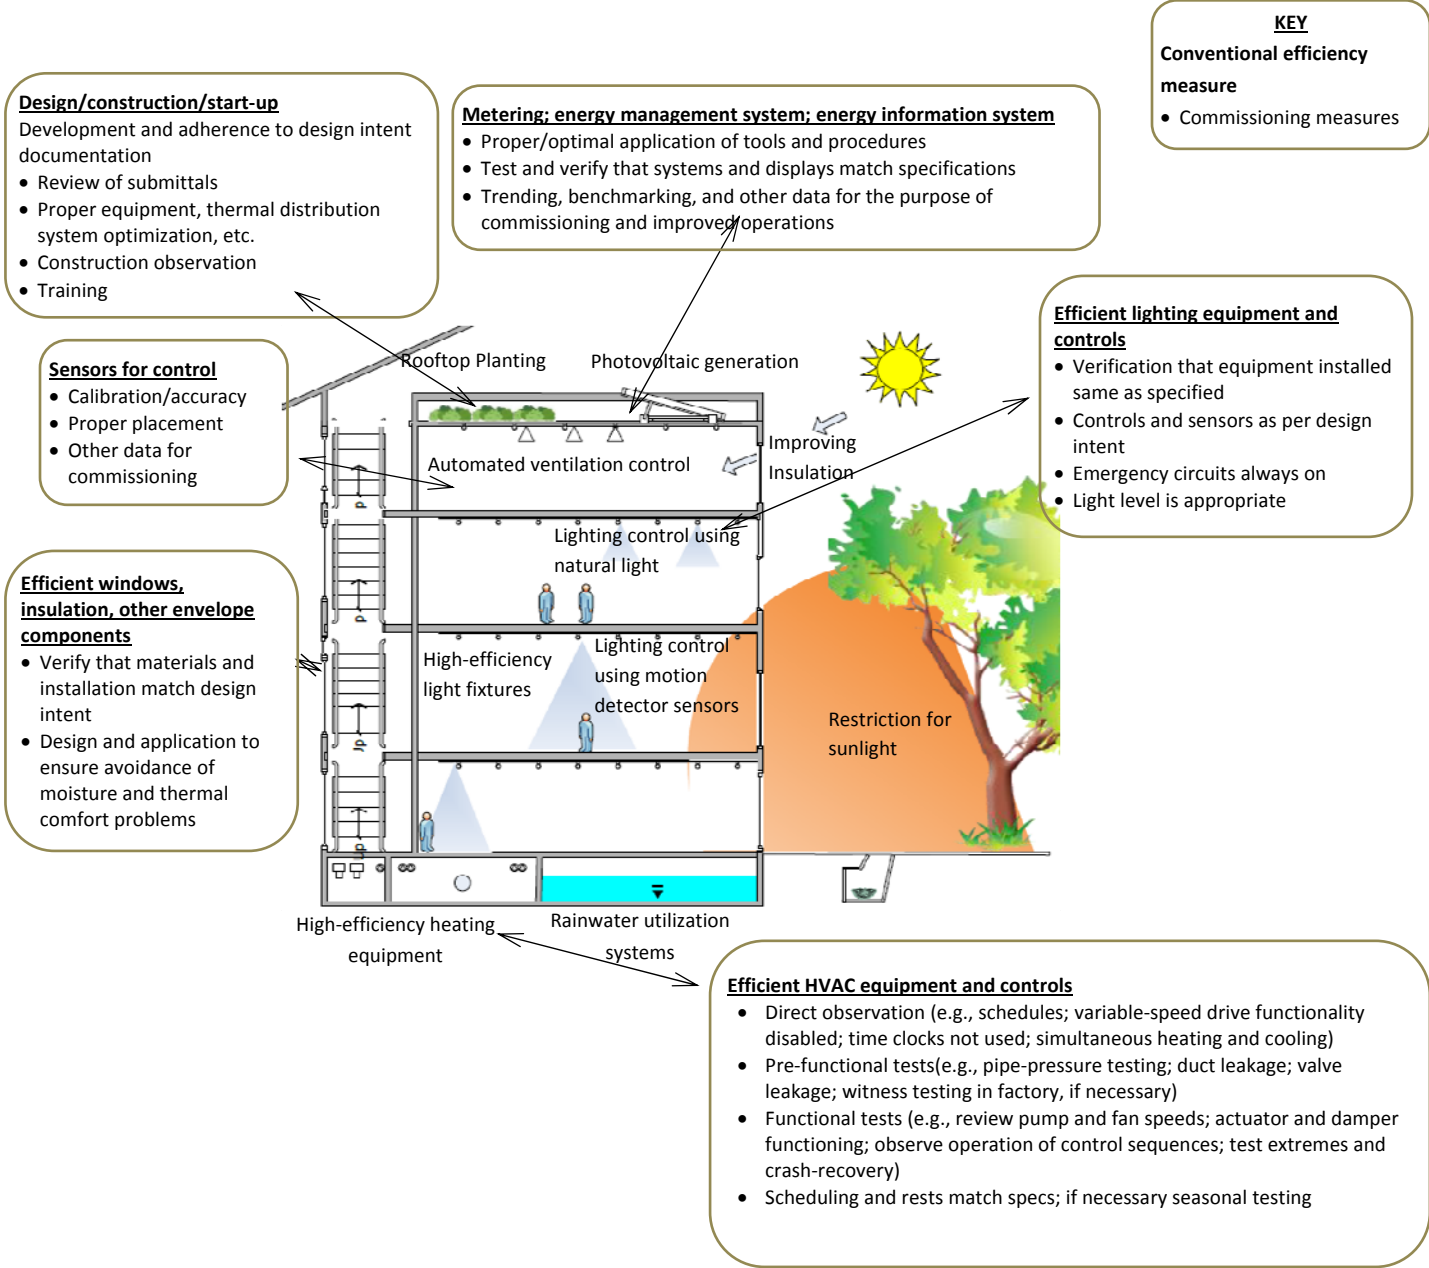 KEY
Conventional efficiency
measure
• Commissioning measures
Design/construction/start-up
Development and adherence to design intent
documentation
• Review of submittals
• Proper equipment, thermal distribution
system optimization, etc.
• Construction observation
• Training
Metering; energy management system; energy information system
• Proper/optimal application of tools and procedures
• Test and verify that systems and displays match specifications
• Trending, benchmarking, and other data for the purpose of
commissioning and improved operations
Efficient lighting equipment and
controls
• Verification that equipment installed
same as specified
• Controls and sensors as per design
intent
• Emergency circuits always on
• Light level is appropriate
Sensors for control
• Calibration/accuracy
• Proper placement
• Other data for
commissioning
Rooftop Planting
Photovoltaic generation
Improving
Insulation
Automated ventilation control
Lighting control using
natural light
Efficient windows,
insulation, other envelope
components
• Verify that materials and
installation match design
intent
• Design and application to
ensure avoidance of
moisture and thermal
comfort problems
High-efficiency
light fixtures
Lighting control
using motion
detector sensors
Restriction for
sunlight
up
High-efficiency heating
equipment
Rainwater utilization
systems
Efficient HVAC equipment and controls
• Direct observation (e.g., schedules; variable-speed drive functionality
disabled; time clocks not used; simultaneous heating and cooling)
• Pre-functional tests(e.g., pipe-pressure testing; duct leakage; valve
leakage; witness testing in factory, if necessary)
• Functional tests (e.g., review pump and fan speeds; actuator and damper
functioning; observe operation of control sequences; test extremes and
crash-recovery)
• Scheduling and rests match specs; if necessary seasonal testing